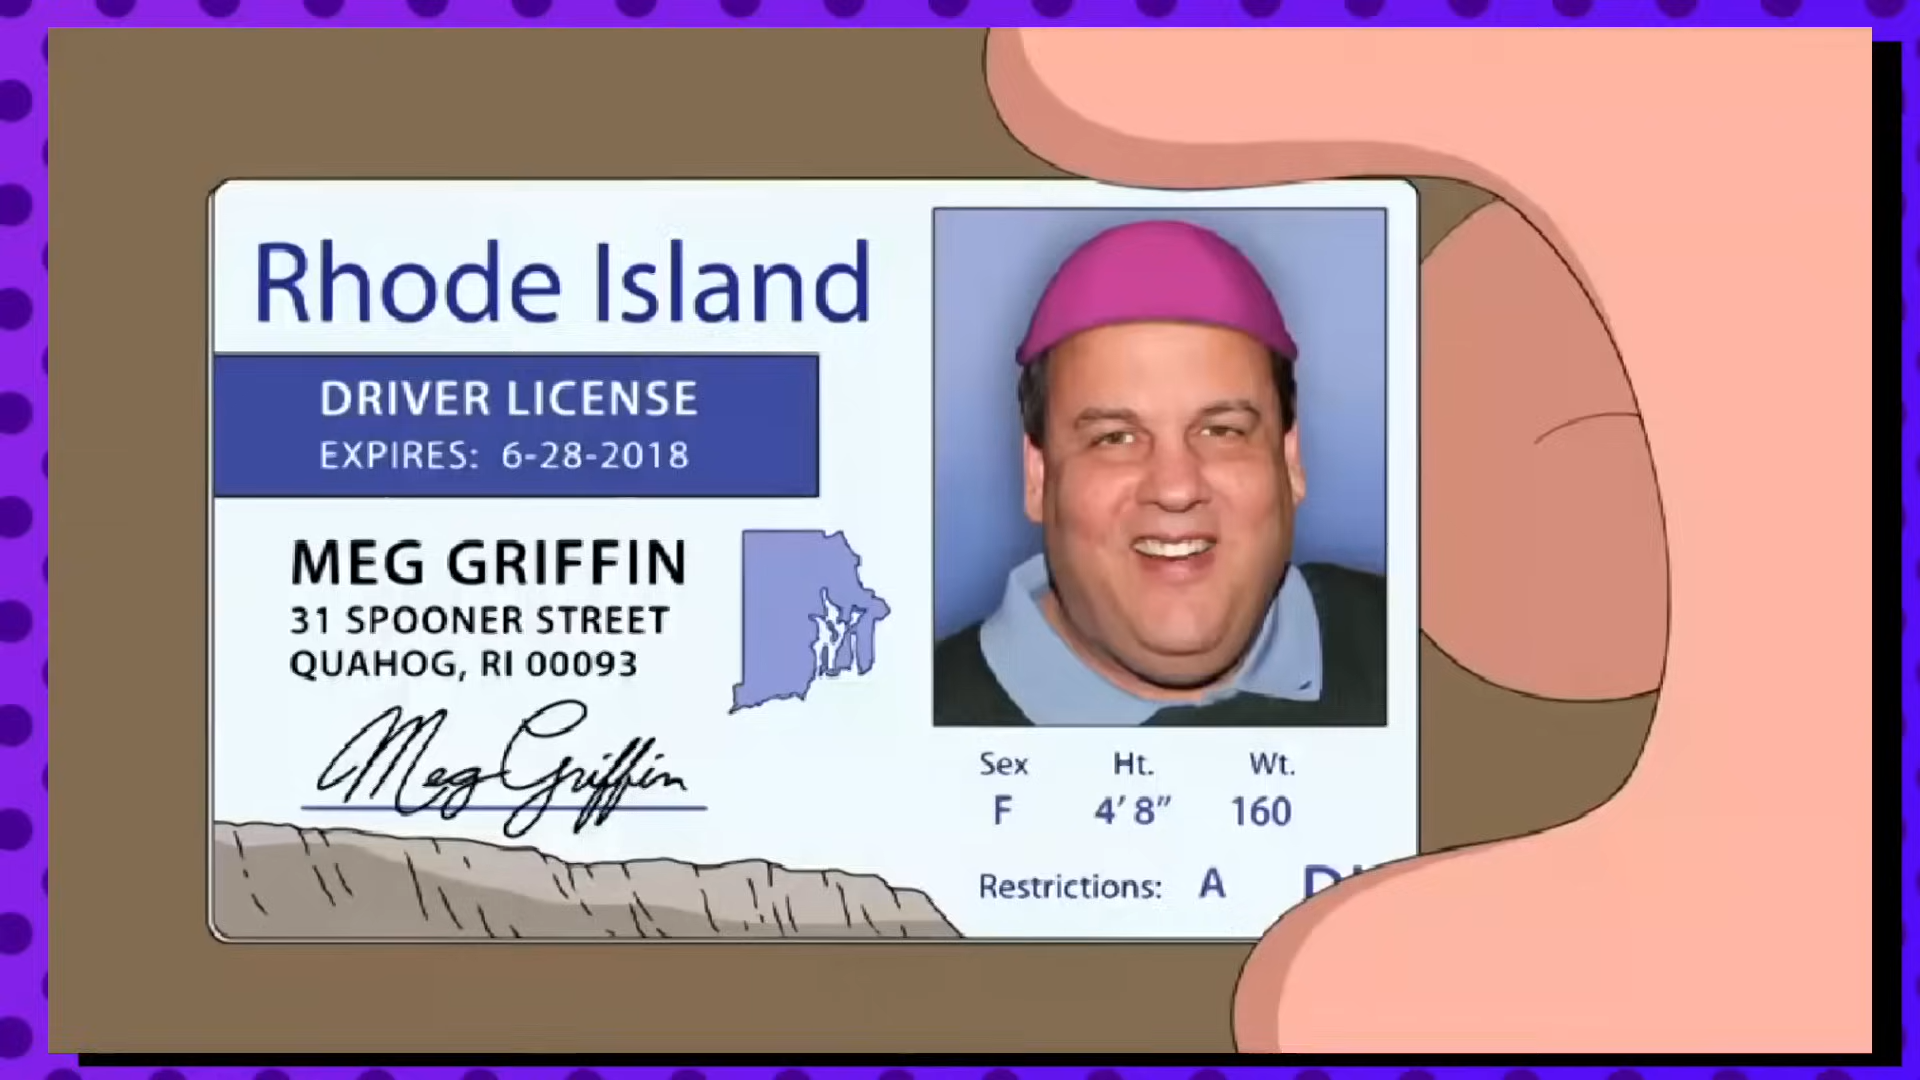 Rhode Island
DRIVER LICENSE
EXPIRES: 6-28-2018
MEG GRIFFIN
31 SPOONER STREET
QUAHOG, RI 00093
Meg Griffin
Sex Ht. Wt.
F 4' 8" 160
Restrictions: A